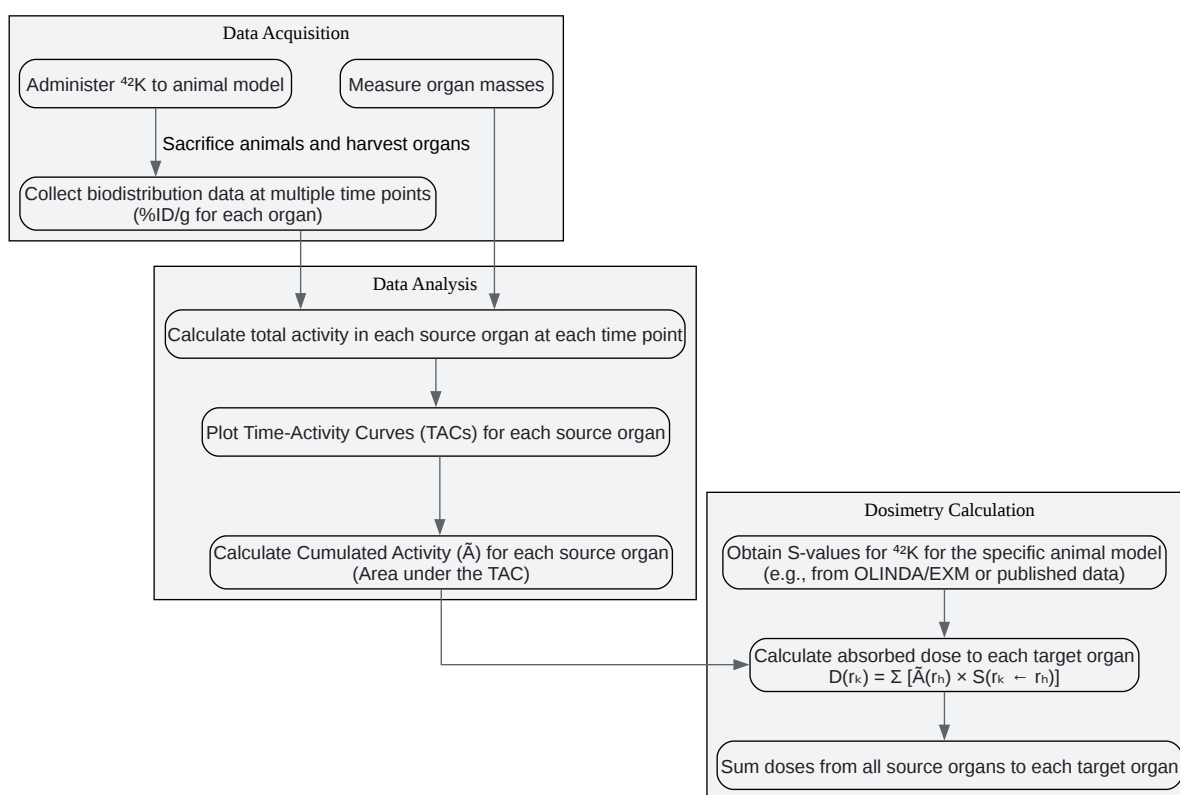 Data Acquisition
Administer ⁴²K to animal model
Measure organ masses
Sacrifice animals and harvest organs
Collect biodistribution data at multiple time points
(%ID/g for each organ)
Data Analysis
Calculate total activity in each source organ at each time point
Plot Time-Activity Curves (TACs) for each source organ
Calculate Cumulated Activity (Ã) for each source organ
(Area under the TAC)
Dosimetry Calculation
Obtain S-values for ⁴²K for the specific animal model
(e.g., from OLINDA/EXM or published data)
Calculate absorbed dose to each target organ
D(rₖ) = Σ [Ã(rₕ) × S(rₖ ← rₕ)]
Sum doses from all source organs to each target organ